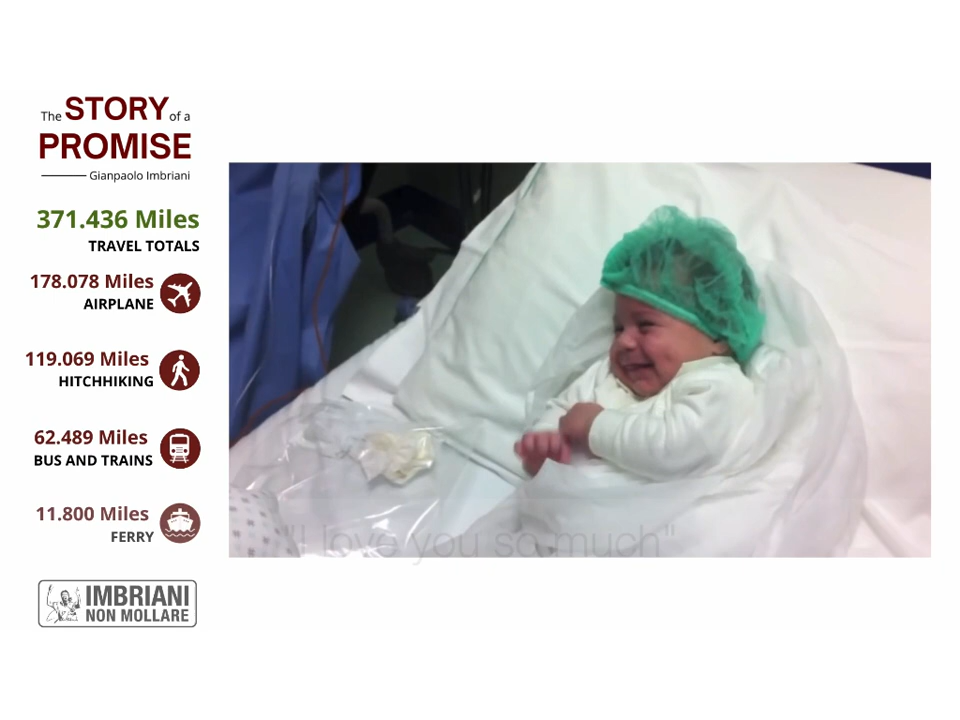 The STORY of a
PROMISE
Gianpaolo Imbriani
371.436 Miles
TRAVEL TOTALS
178.078 Miles
AIRPLANE
119.069 Miles
HITCHHIKING
62.489 Miles
BUS AND TRAINS
11.800 Miles
FERRY
IMBRIANI
NON MOLLARE
"I love you so much"